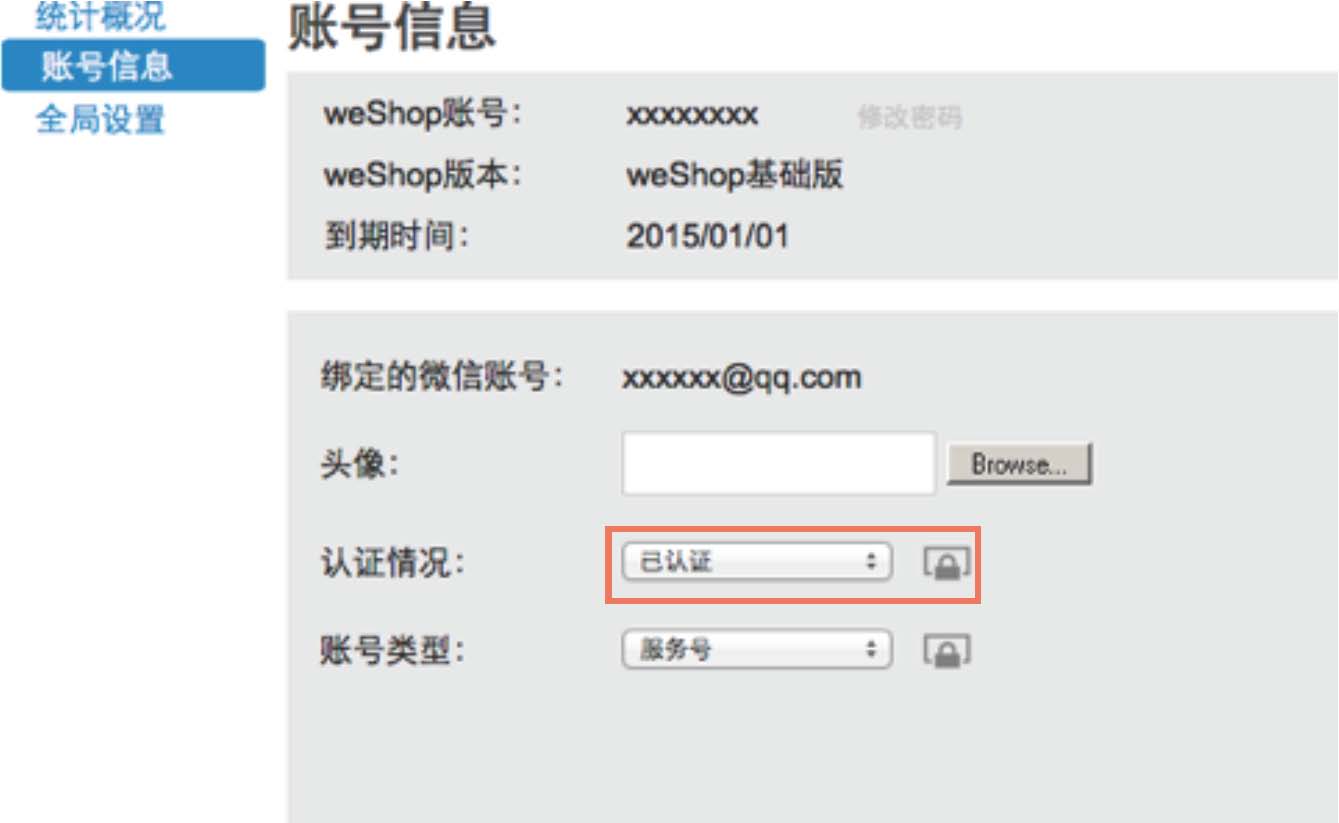 统计概况
账号信息
全局设置
账号信息
weShop账号： xxxxxxxx 修改密码
weShop版本： weShop基础版
到期时间： 2015/01/01
绑定的微信账号： xxxxxx@qq.com
头像： Browse...
认证情况： 已认证
账号类型： 服务号